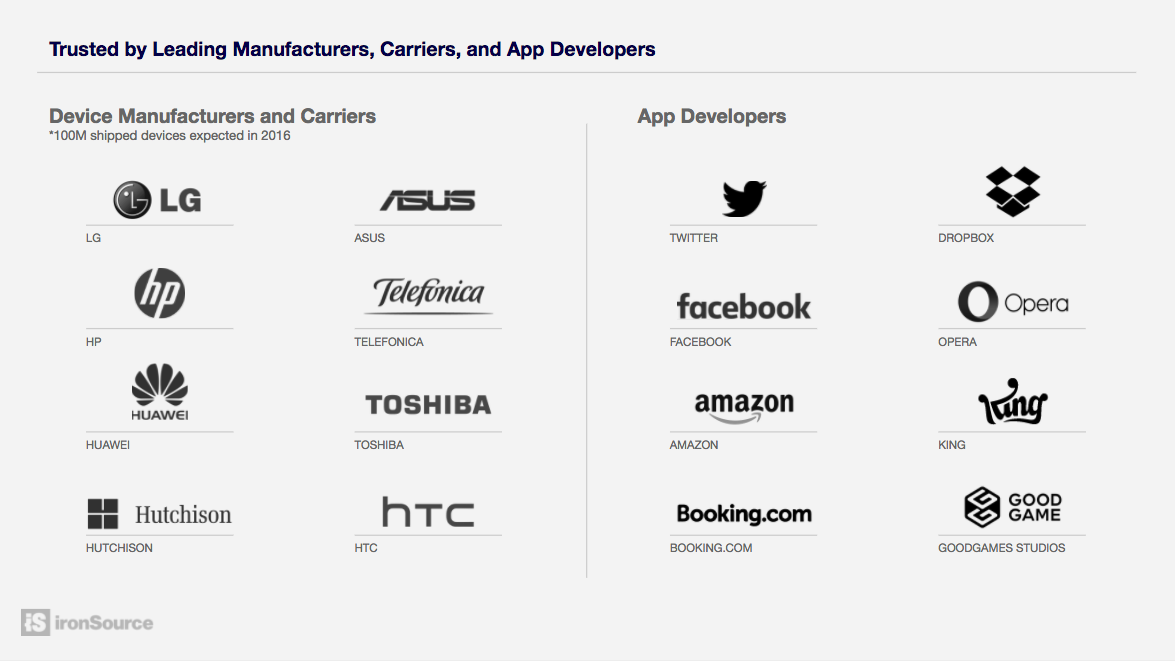 Trusted by Leading Manufacturers, Carriers, and App Developers
Device Manufacturers and Carriers
*100M shipped devices expected in 2016
LG
LG
ASUS
ASUS
hp
HP
Telefónica
TELEFONICA
HUAWEI
HUAWEI
TOSHIBA
TOSHIBA
Hutchison
HUTCHISON
hTC
HTC
App Developers
TWITTER
DROPBOX
facebook
FACEBOOK
Opera
OPERA
amazon
AMAZON
King
KING
Booking.com
BOOKING.COM
GOOD
GAME
GOODGAMES STUDIOS
iS ironSource